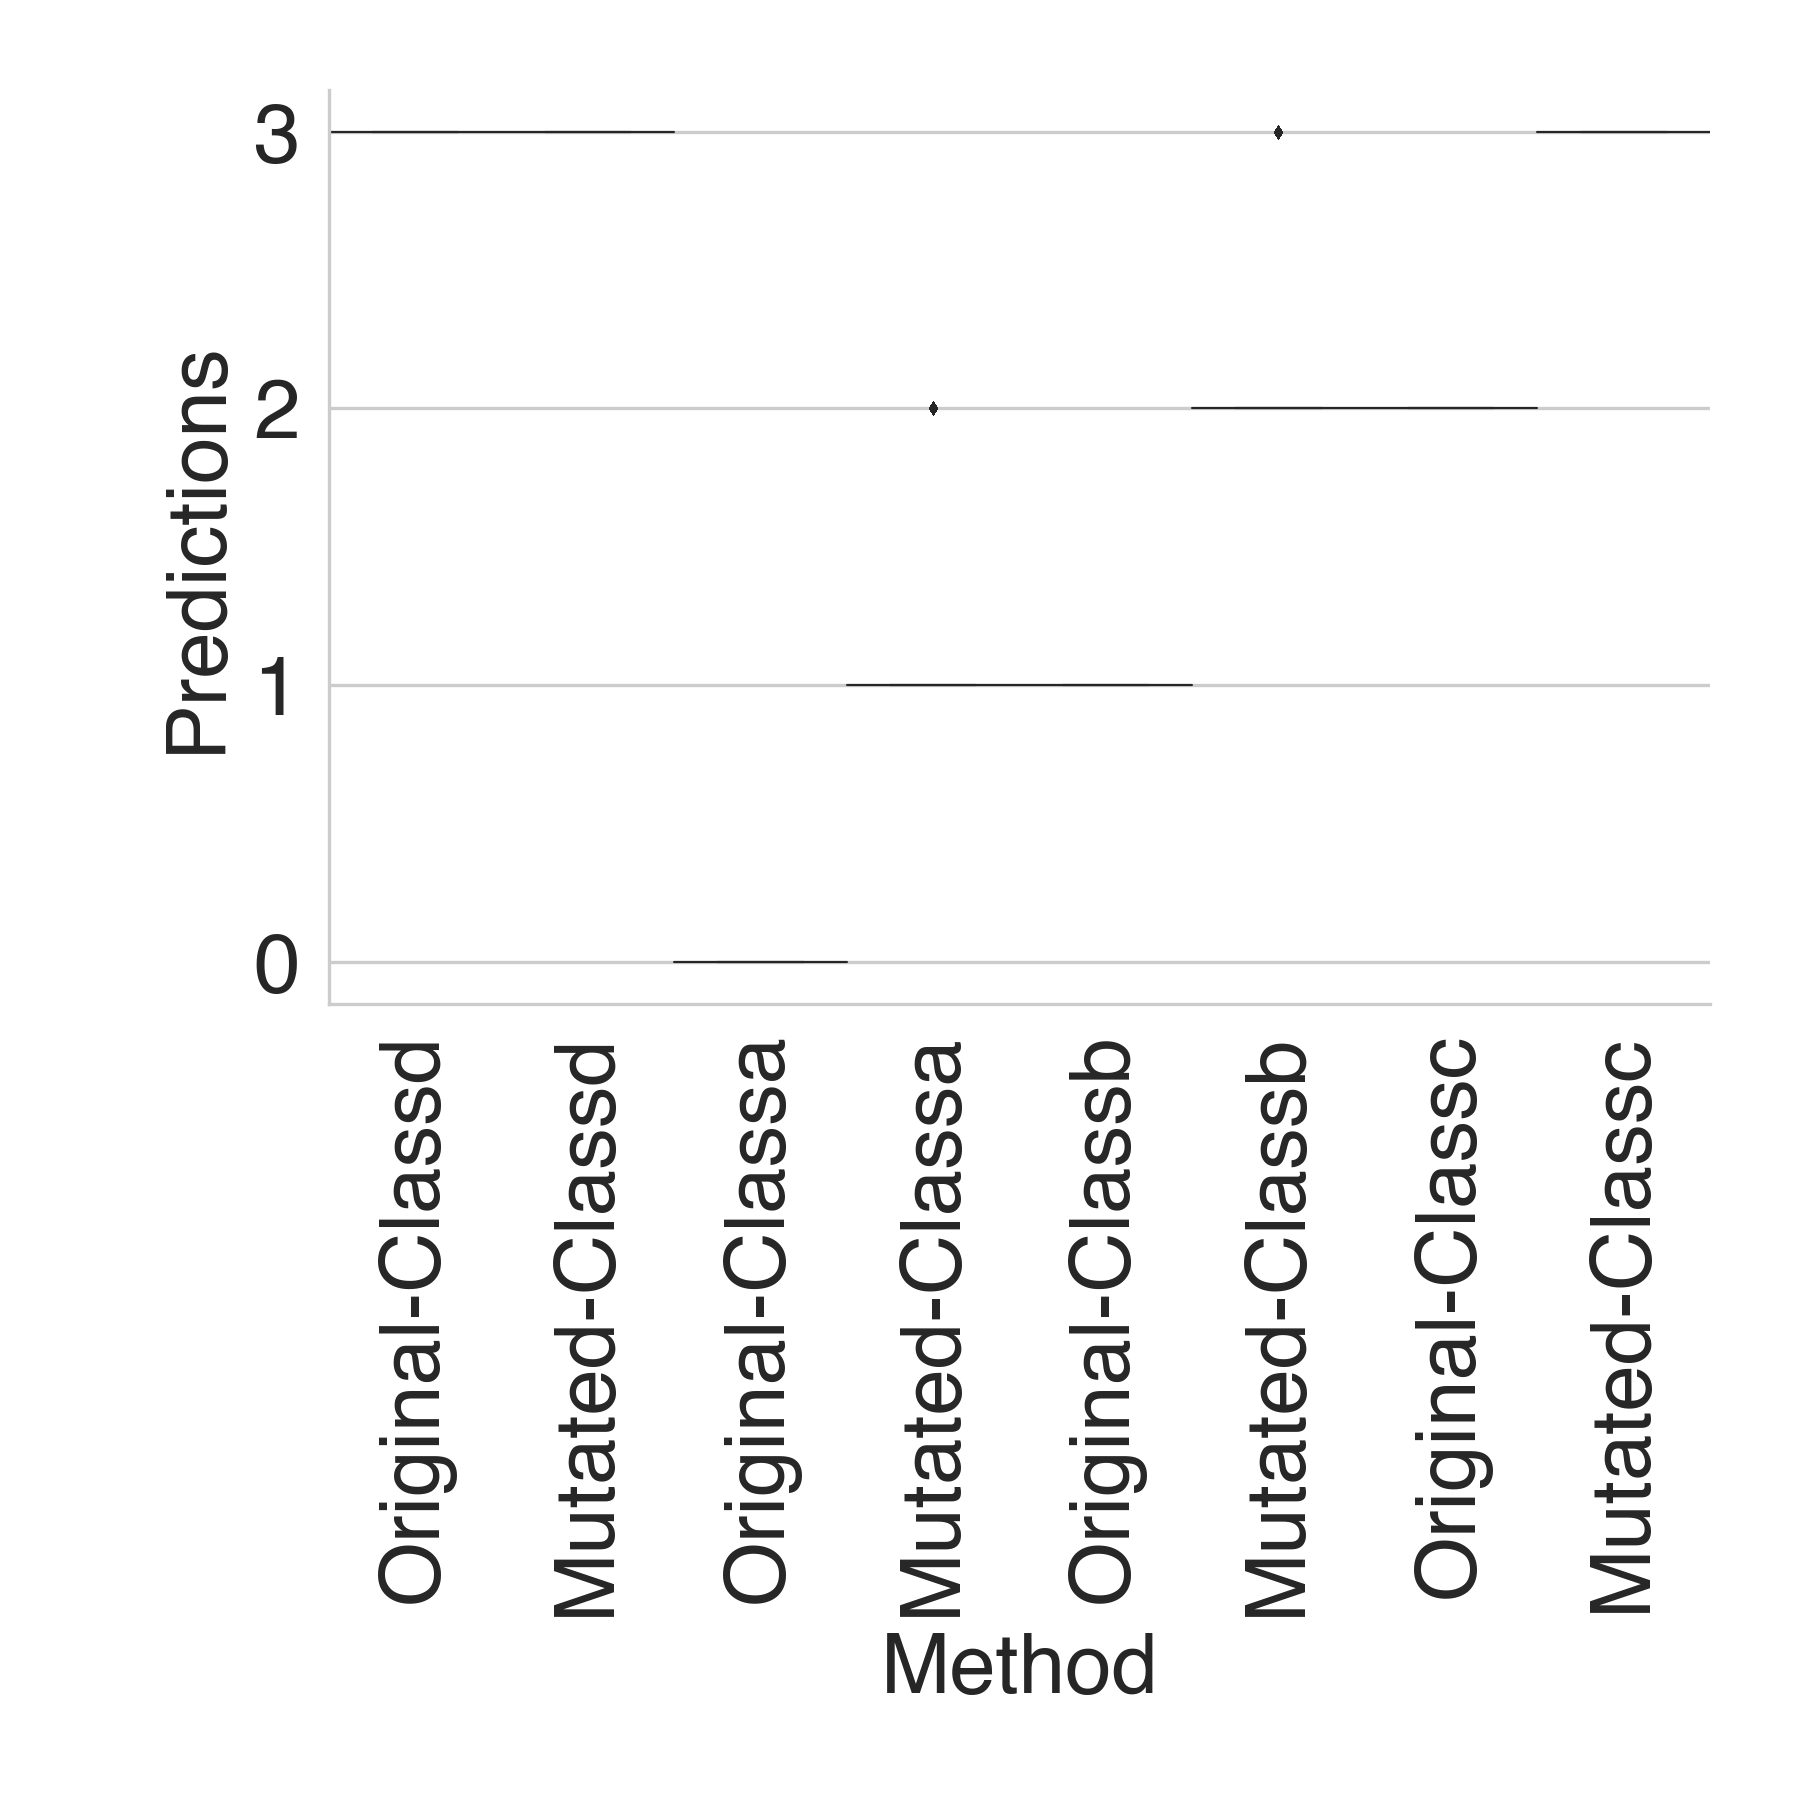 3
2
1
0
Predictions
Original-Classd
Mutated-Classd
Original-Classa
Mutated-Classa
Original-Classb
Mutated-Classb
Original-Classc
Mutated-Classc
Method